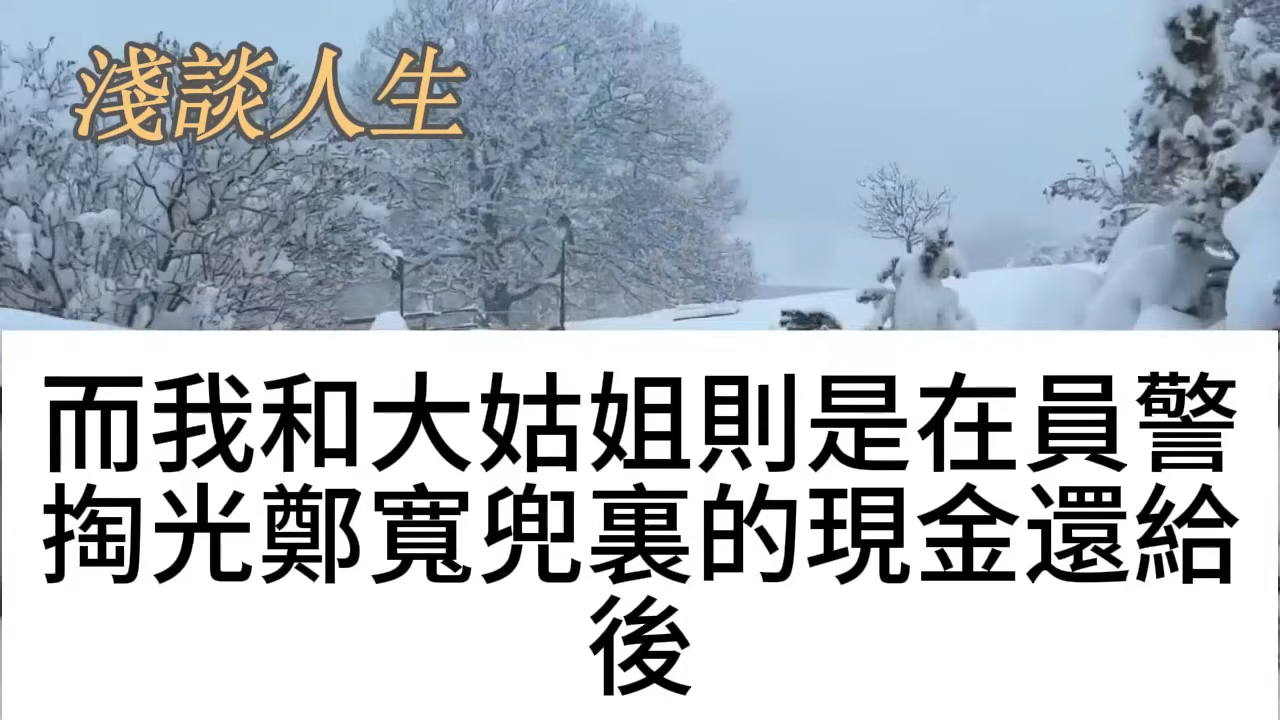 淺談人生
而我和大姑姐則是在員警
掏光鄭寬兜裏的現金還給
後